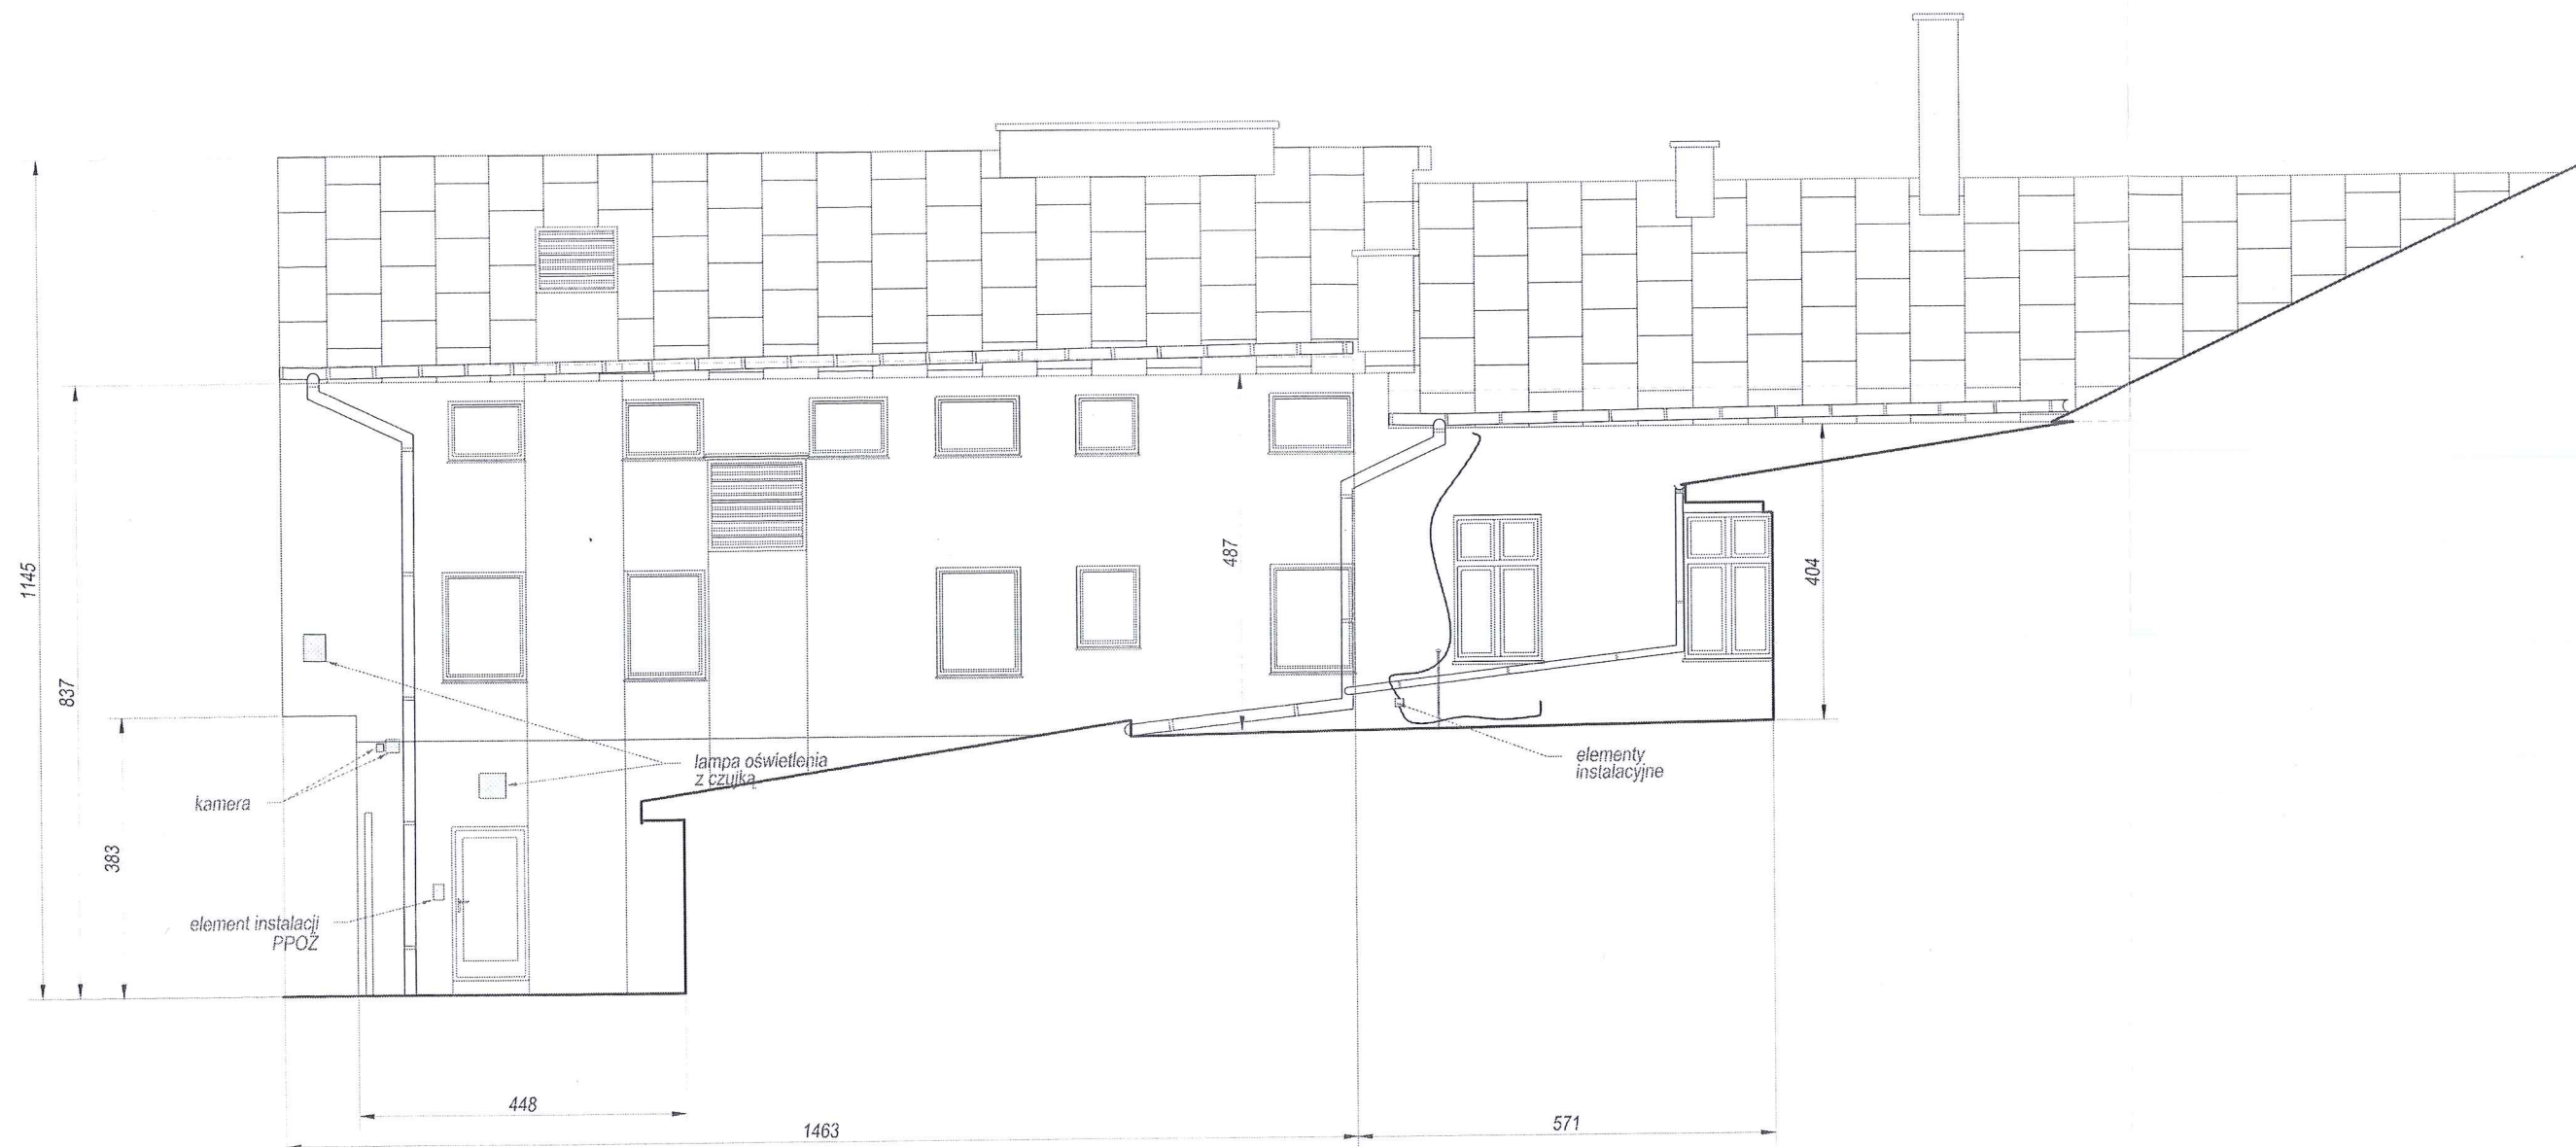 1145
837
383
487
404
lampa oświetlenia
z czujką
kamera
elementy
instalacyjne
element instalacji
PPOŻ
448
1463
571